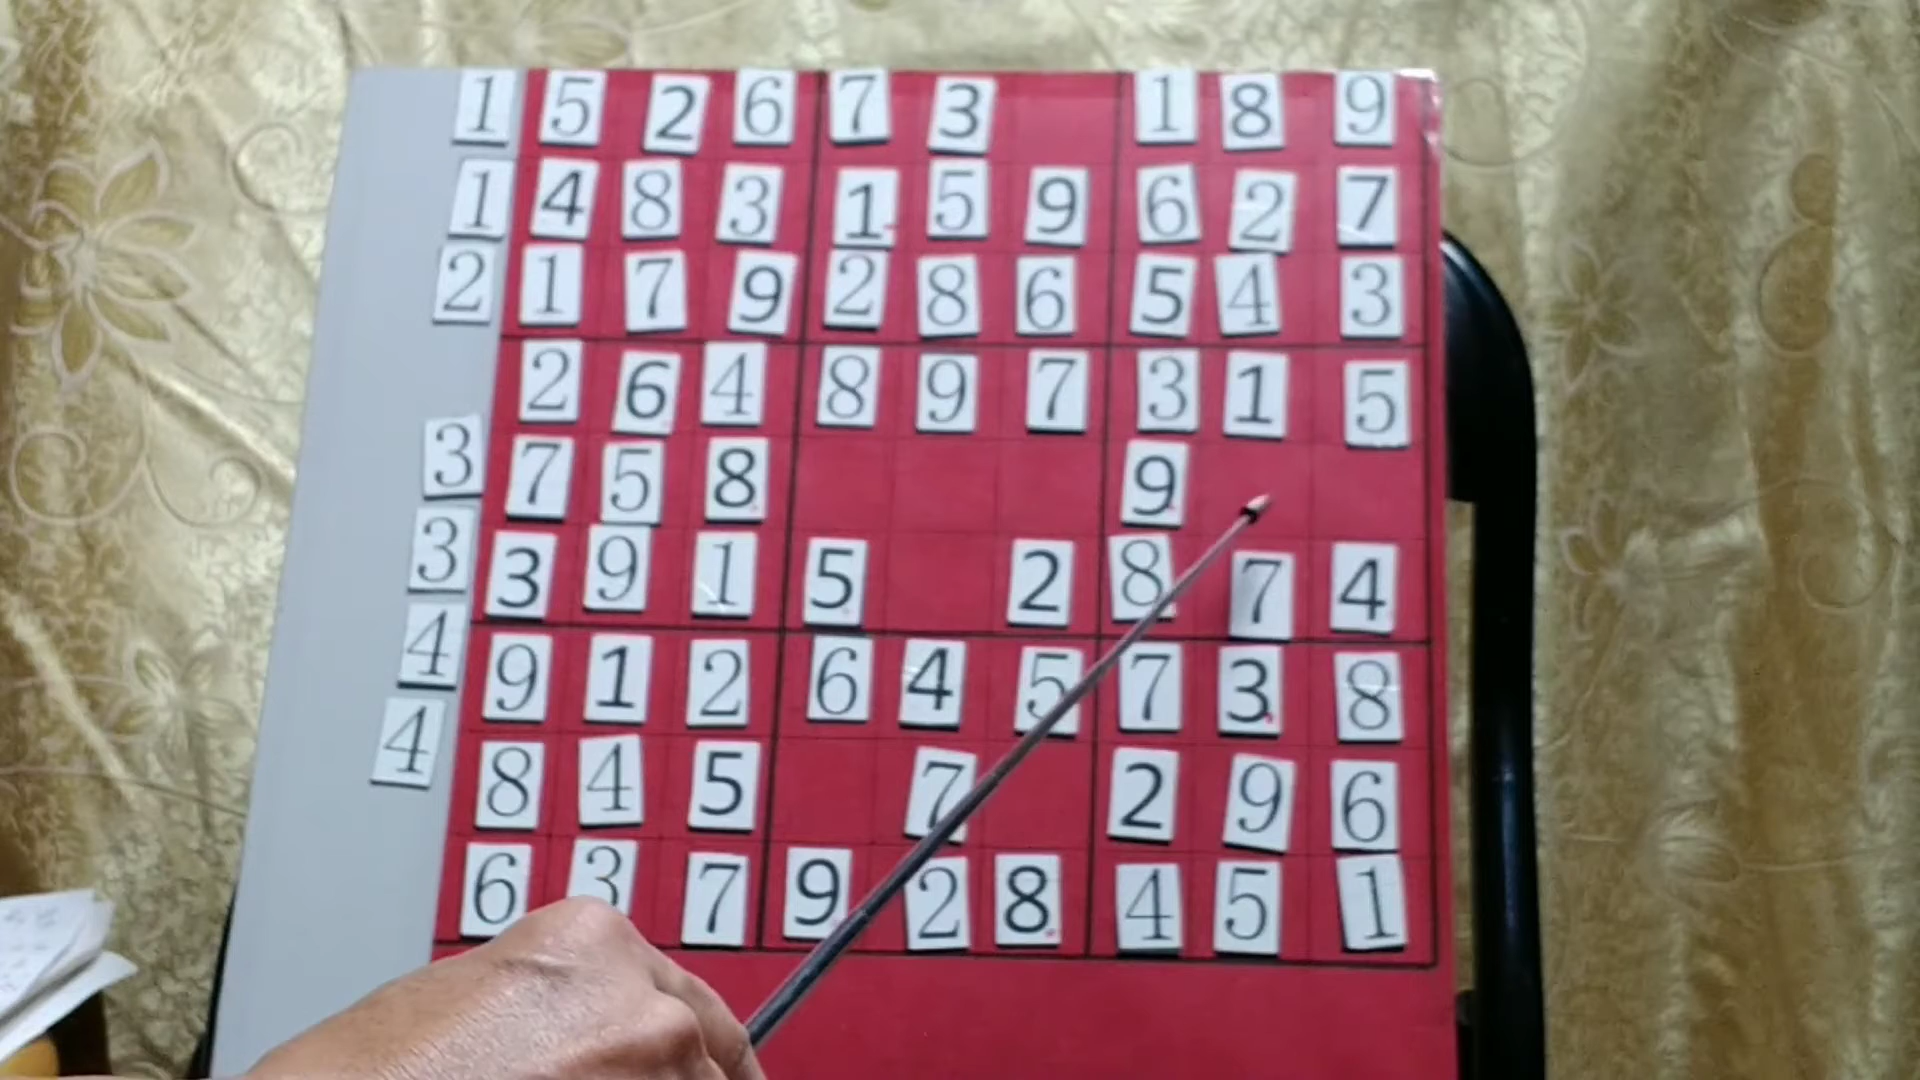 1 5 2 6 7 3 1 8 9
1 4 8 3 1 5 9 6 2 7
2 1 7 9 2 8 6 5 4 3
2 6 4 8 9 7 3 1 5
3 7 5 8 9
3 3 9 1 5 2 8 7 4
4 9 1 2 6 4 5 7 3 8
4 8 4 5 7 2 9 6
6 3 7 9 2 8 4 5 1